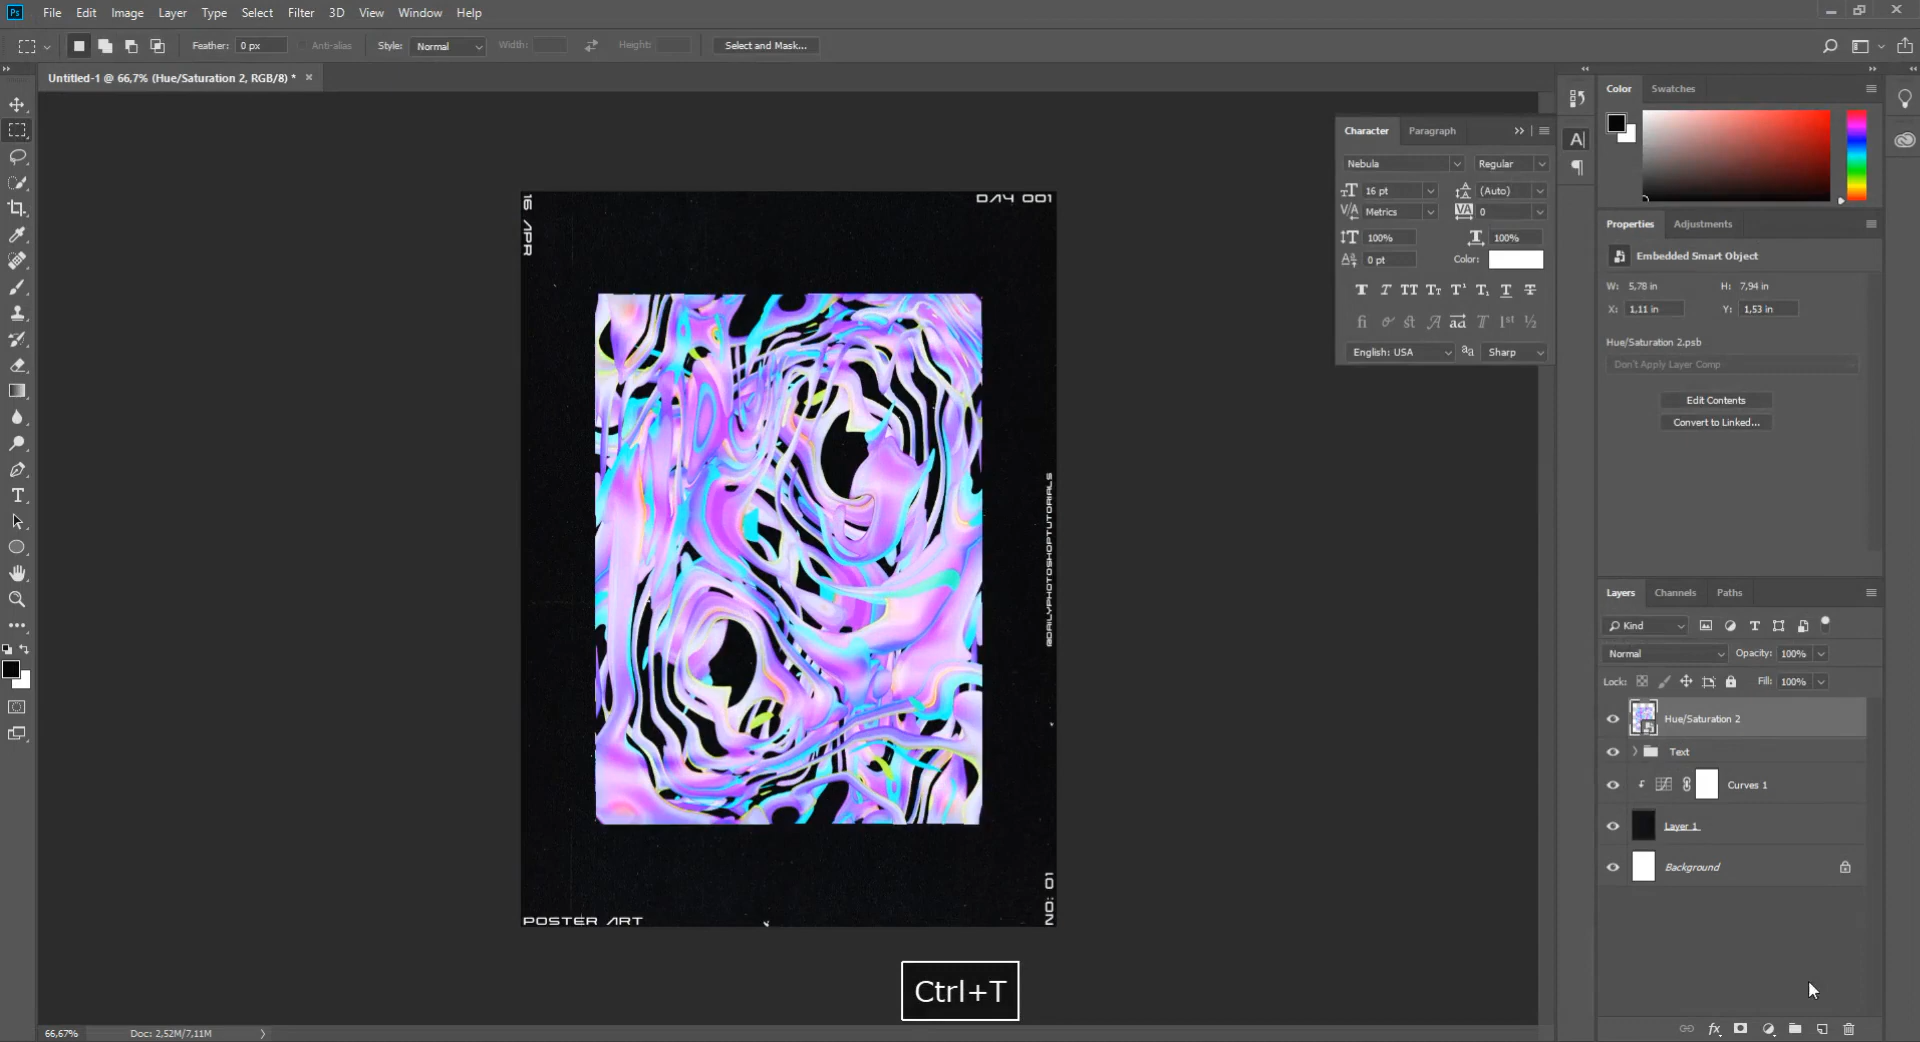 Ps File Edit Image Layer Type Select Filter 3D View Window Help
Feather: 0 px Anti-alias Style: Normal Width: Height: Select and Mask...
Untitled-1 @ 66,7% (Hue/Saturation 2, RGB/8) * ×
Color Swatches
Character Paragraph
Nebula Regular
16 pt (Auto)
Metrics 0
100% 100%
0 pt Color:
English: USA Sharp
Properties Adjustments
Embedded Smart Object
W: 5,78 in H: 7,94 in
X: 1,11 in Y: 1,53 in
Hue/Saturation 2.psb
Don't Apply Layer Comp
Edit Contents
Convert to Linked...
16 APR
DAY 001
@DAILYPHOTOSHOPTUTORIALS
NO: 01
POSTER ART
Ctrl+T
Layers Channels Paths
Kind
Normal Opacity: 100%
Lock: Fill: 100%
Hue/Saturation 2
Text
Curves 1
Layer 1
Background
66,67% Doc: 2,52M/7,11M